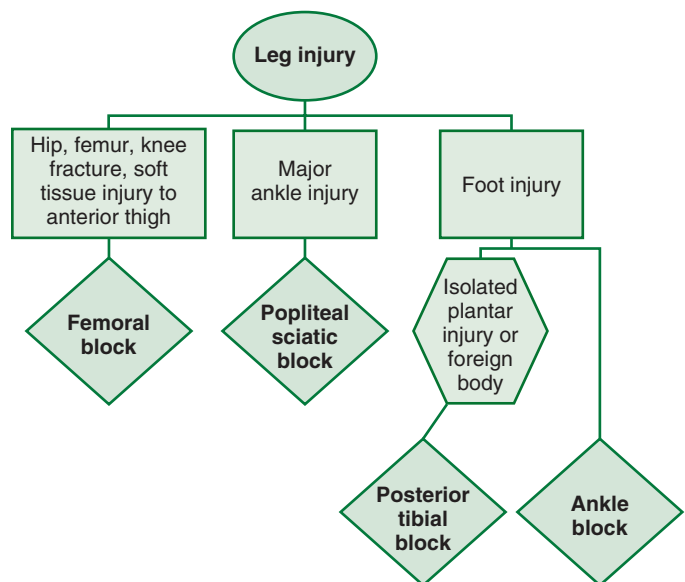 Leg injury
Hip, femur, knee
fracture, soft
tissue injury to
anterior thigh
Major
ankle injury
Foot injury
Femoral
block
Popliteal
sciatic
block
Isolated
plantar
injury or
foreign
body
Posterior
tibial
block
Ankle
block